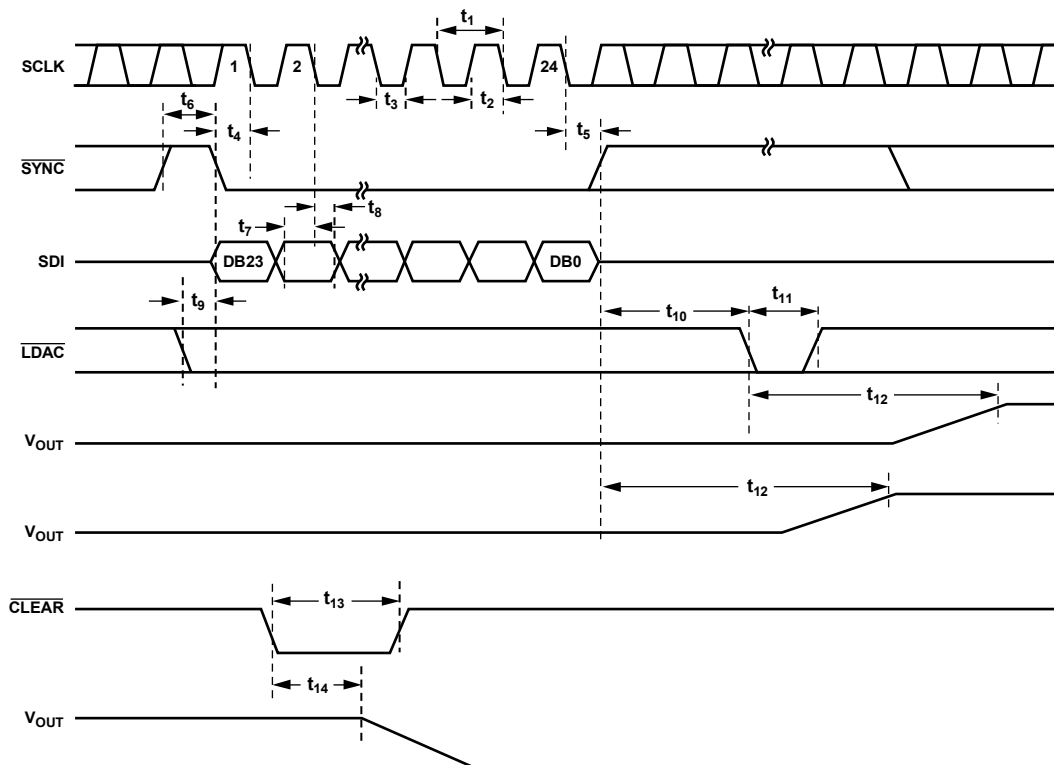 t1
SCLK 1 2 24
t3 t2
t6
t4 t5
SYNC
t8
t7
SDI DB23 DB0
t9 t10 t11
LDAC
t12
VOUT
t12
VOUT
CLEAR t13
t14
VOUT